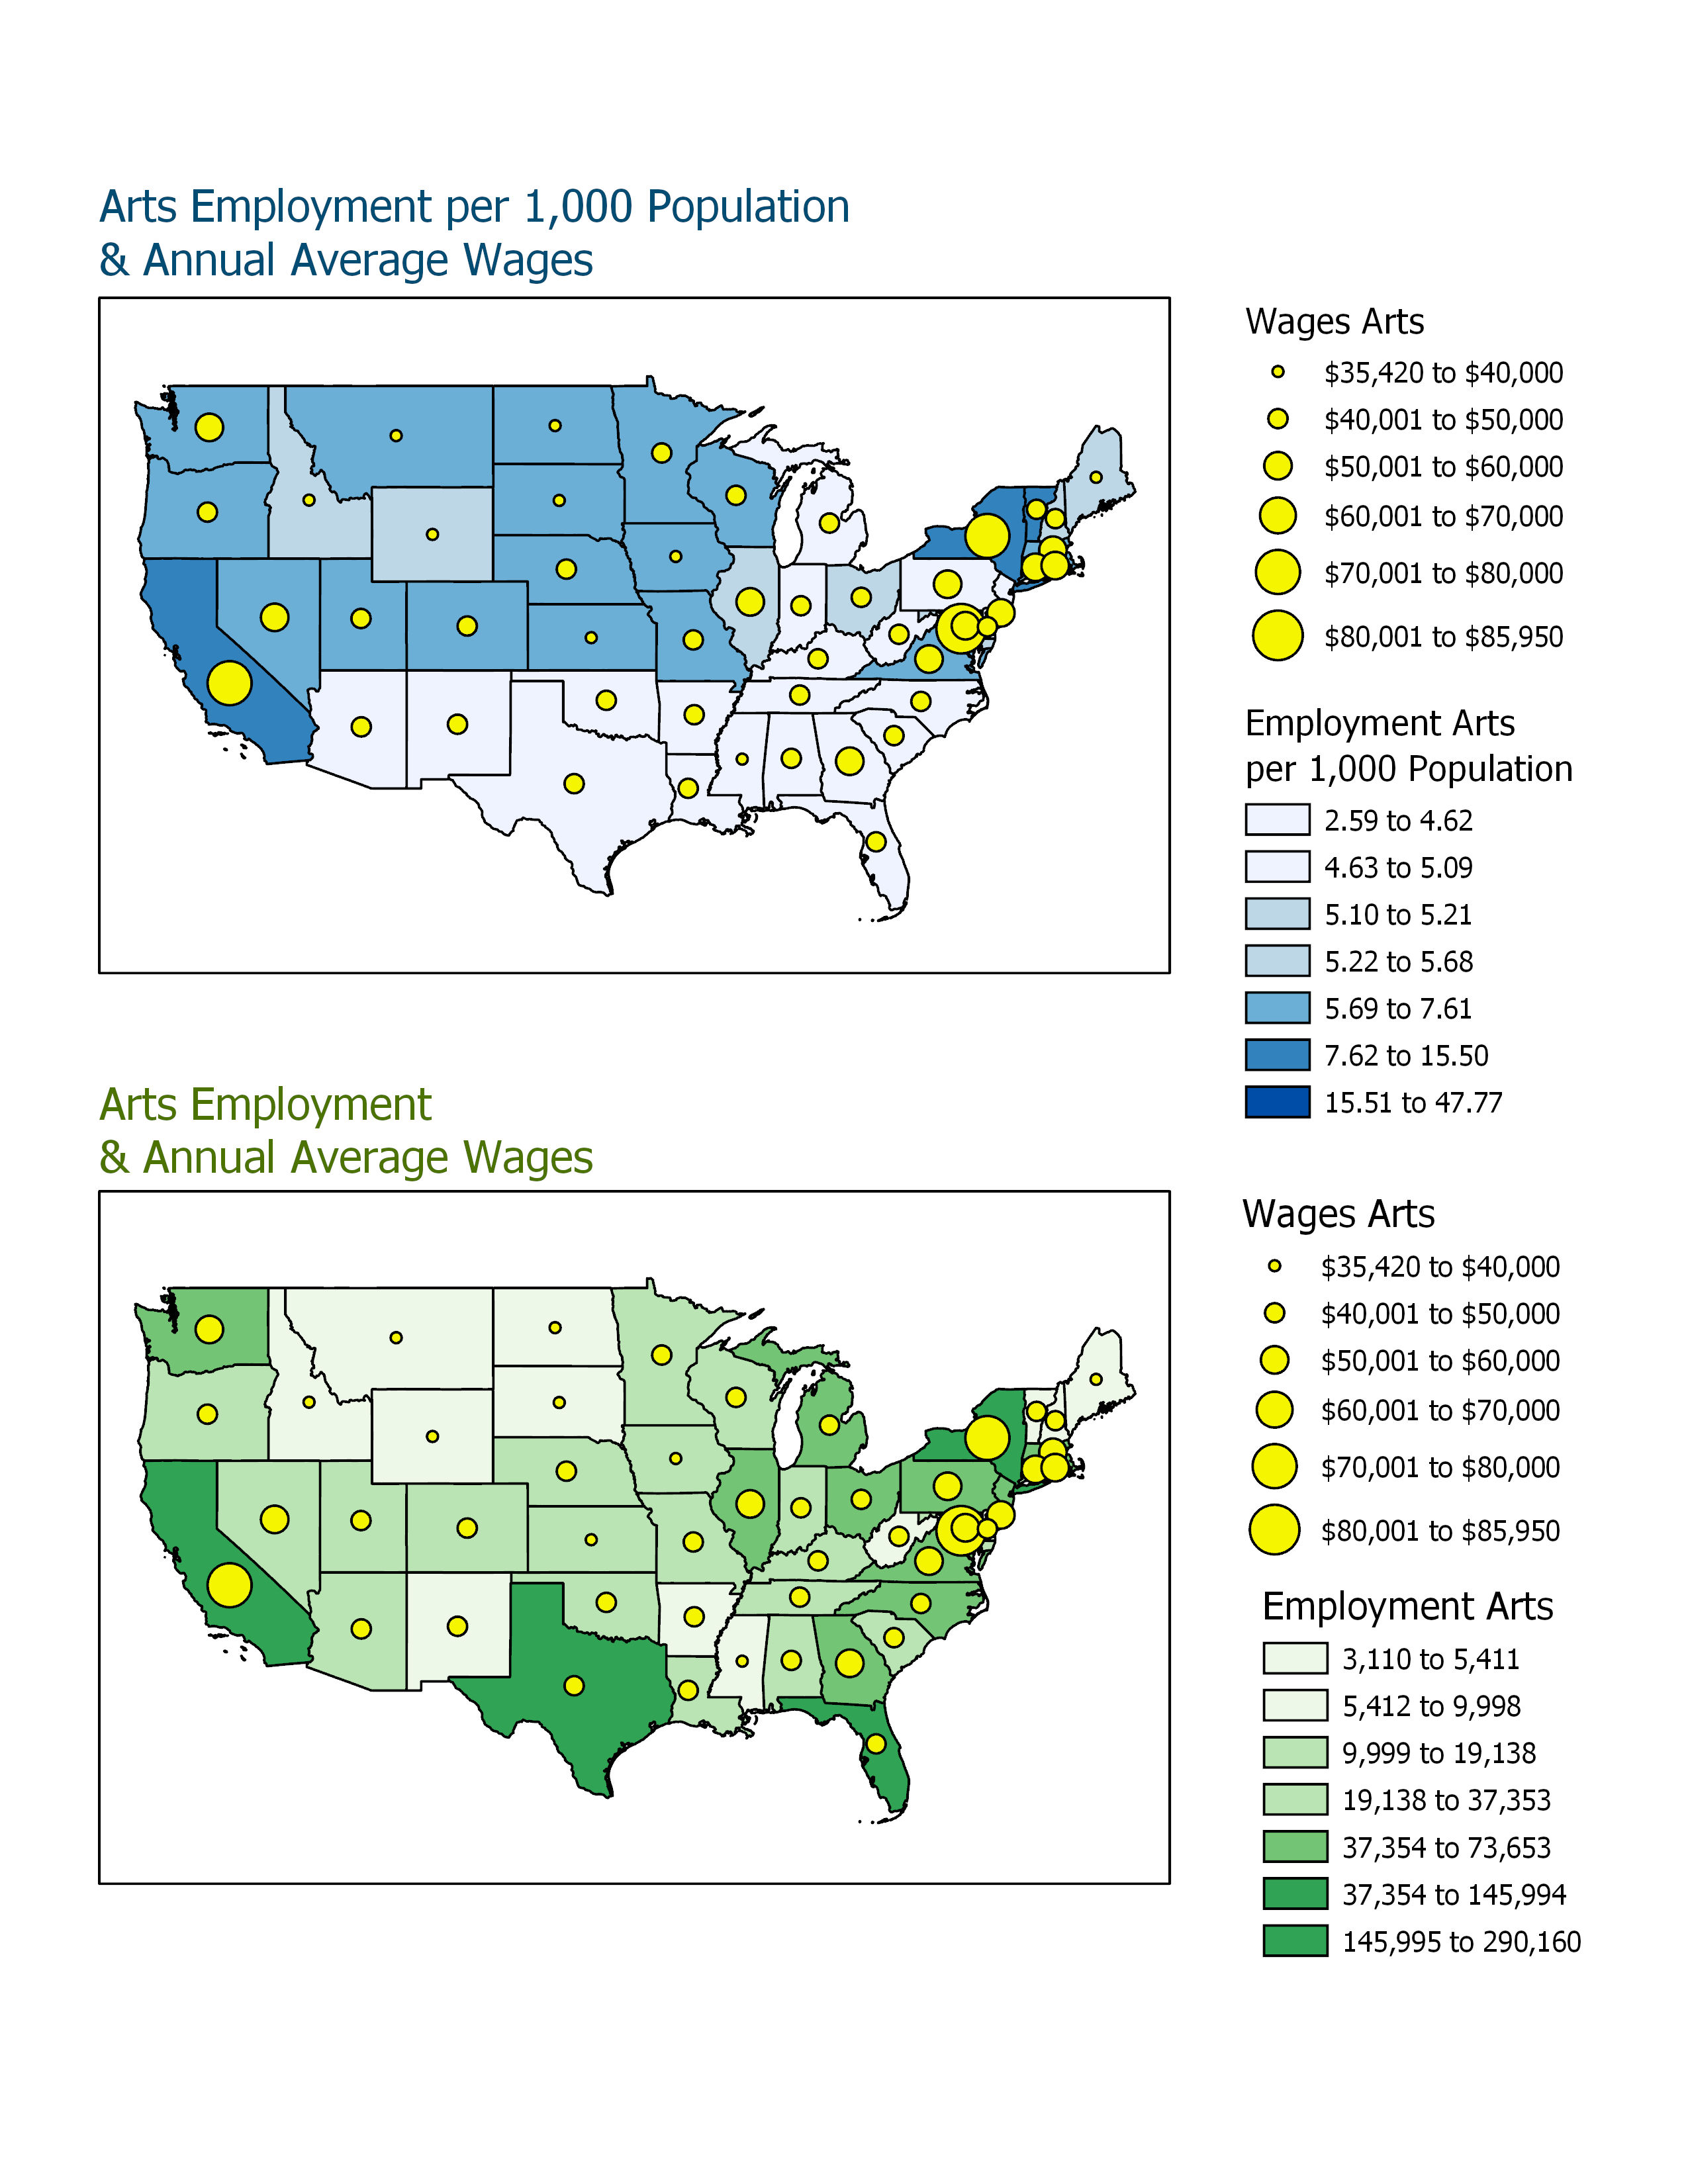 Arts Employment per 1,000 Population
& Annual Average Wages
Wages Arts
$35,420 to $40,000
$40,001 to $50,000
$50,001 to $60,000
$60,001 to $70,000
$70,001 to $80,000
$80,001 to $85,950
Employment Arts
per 1,000 Population
2.59 to 4.62
4.63 to 5.09
5.10 to 5.21
5.22 to 5.68
5.69 to 7.61
7.62 to 15.50
15.51 to 47.77
Arts Employment
& Annual Average Wages
Wages Arts
$35,420 to $40,000
$40,001 to $50,000
$50,001 to $60,000
$60,001 to $70,000
$70,001 to $80,000
$80,001 to $85,950
Employment Arts
3,110 to 5,411
5,412 to 9,998
9,999 to 19,138
19,138 to 37,353
37,354 to 73,653
37,354 to 145,994
145,995 to 290,160